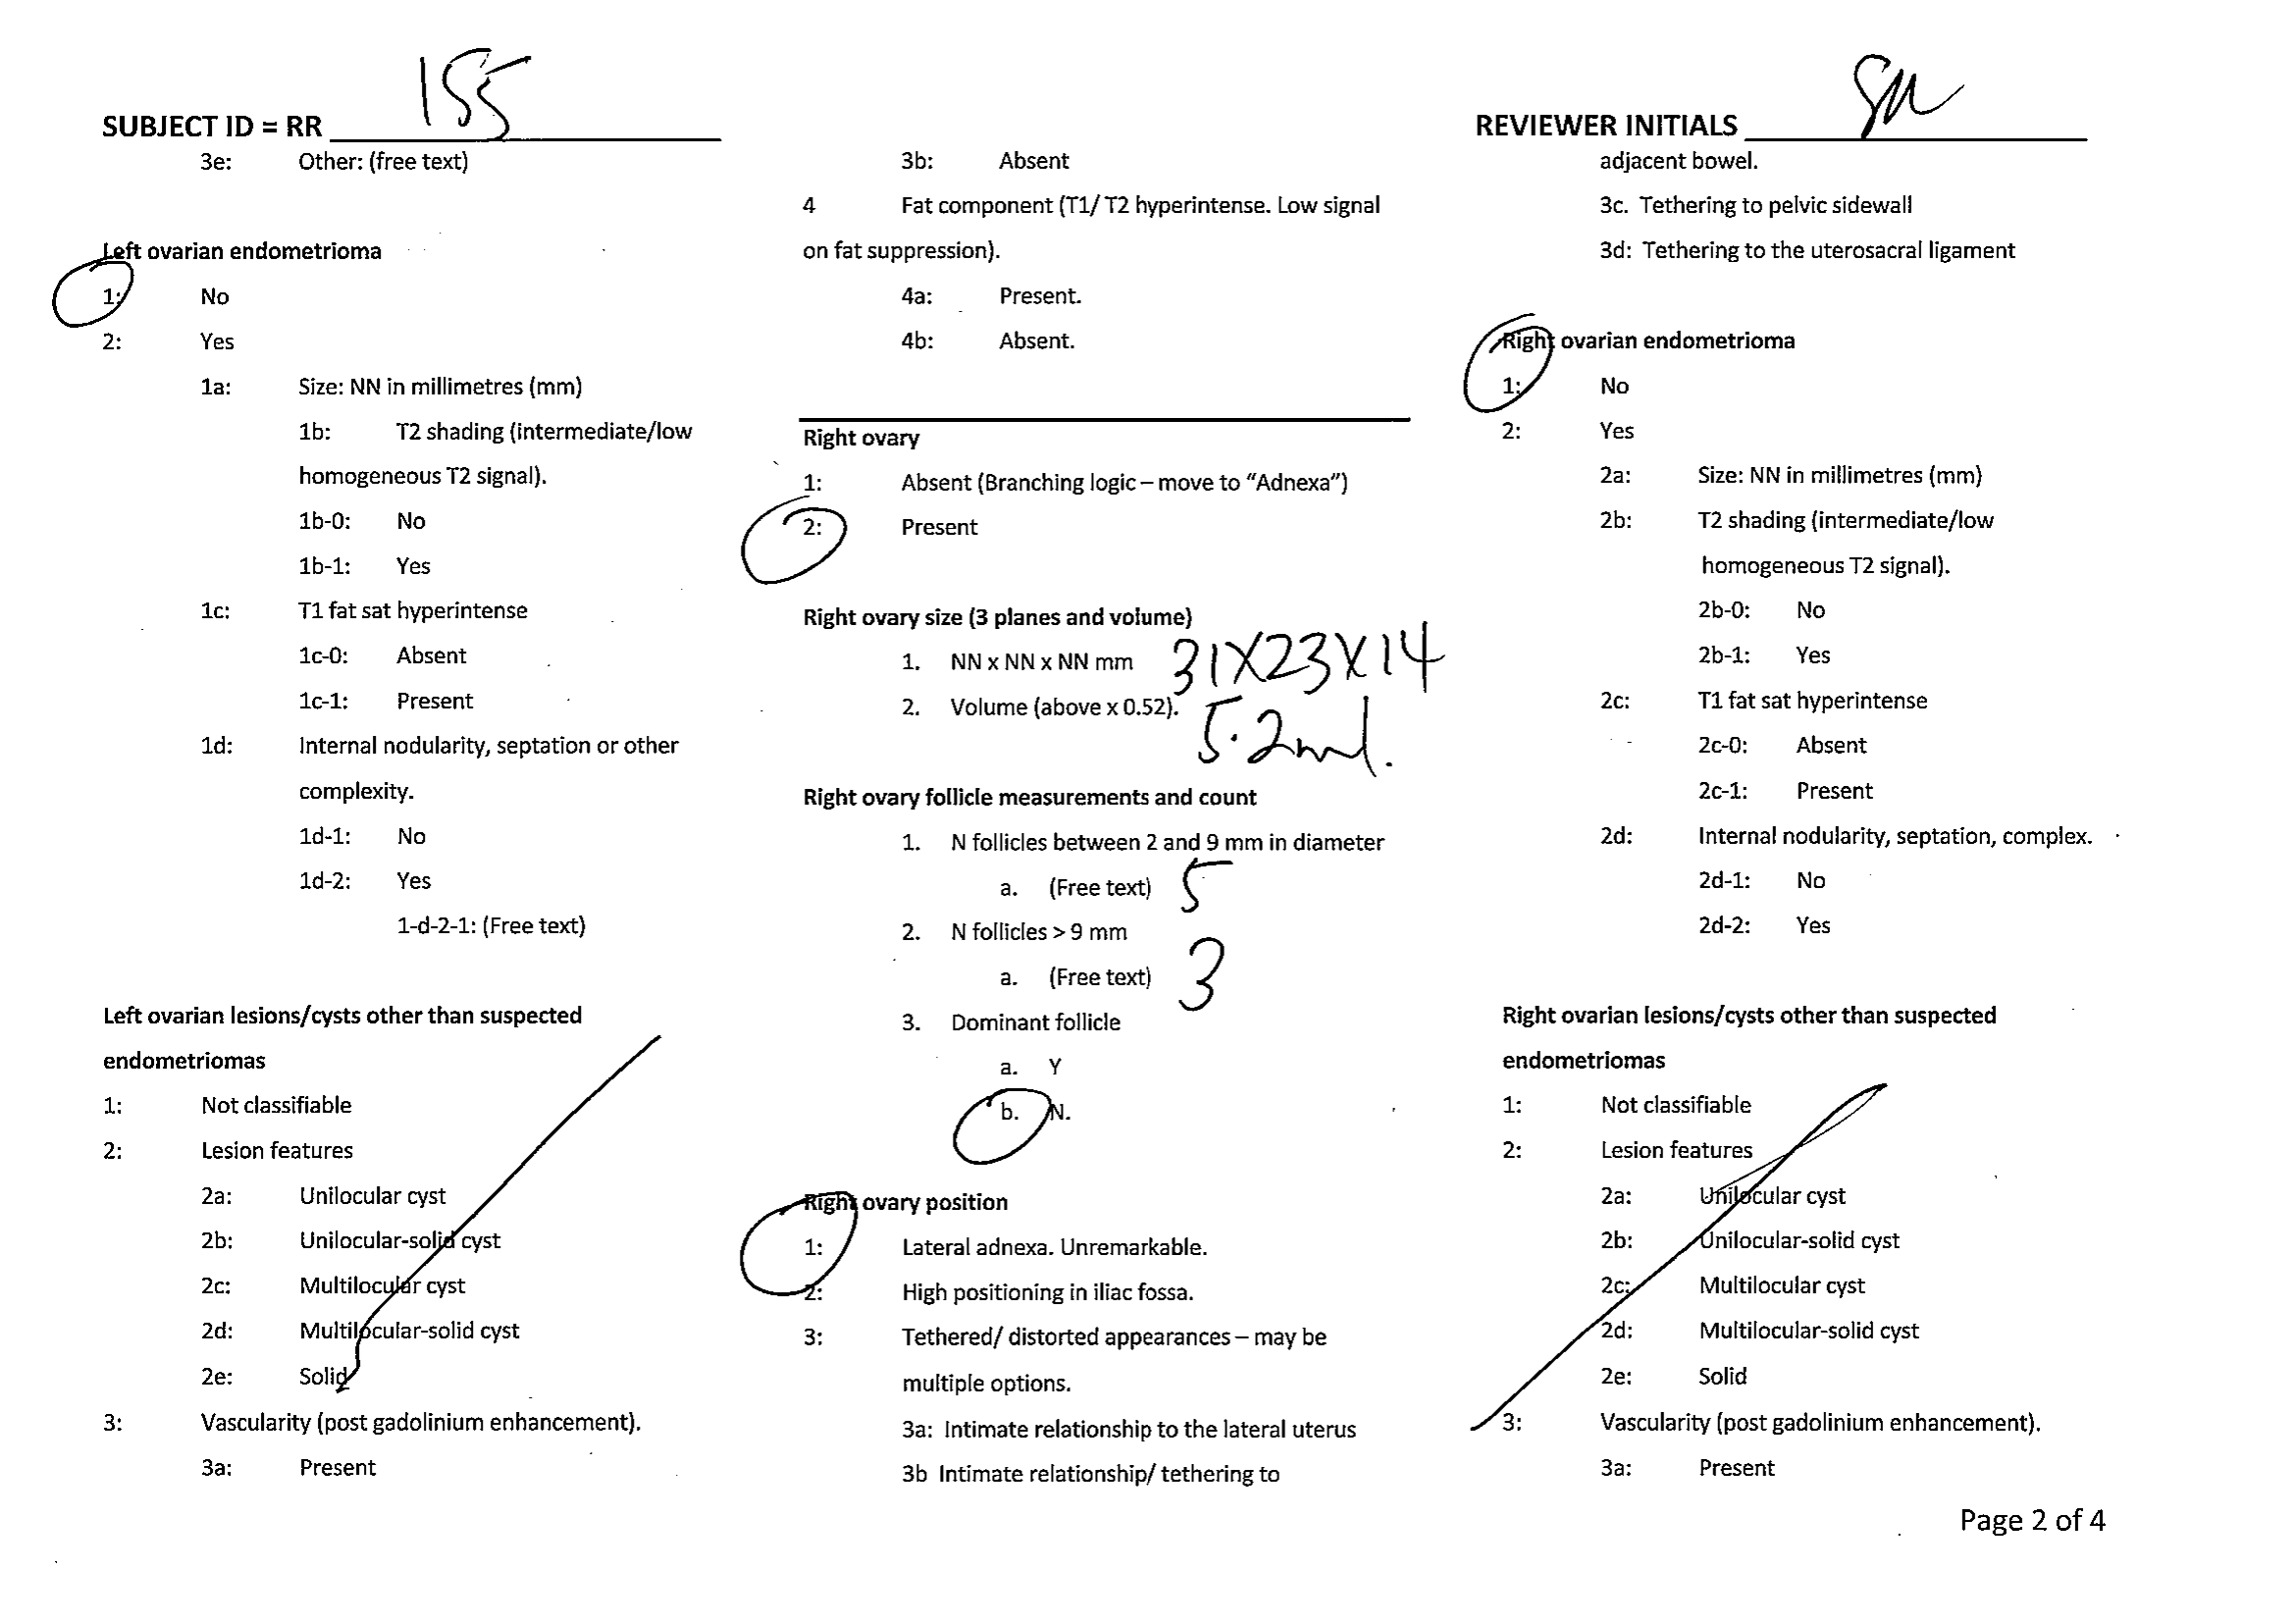 SUBJECT ID = RR 155
3e: Other: (free text)
Left ovarian endometrioma
1: No
2: Yes
1a: Size: NN in millimetres (mm)
1b: T2 shading (intermediate/low
homogeneous T2 signal).
1b-0: No
1b-1: Yes
1c: T1 fat sat hyperintense
1c-0: Absent
1c-1: Present
1d: Internal nodularity, septation or other
complexity.
1d-1: No
1d-2: Yes
1-d-2-1: (Free text)
Left ovarian lesions/cysts other than suspected
endometriomas
1: Not classifiable
2: Lesion features
2a: Unilocular cyst
2b: Unilocular-solid cyst
2c: Multilocular cyst
2d: Multilocular-solid cyst
2e: Solid
3: Vascularity (post gadolinium enhancement).
3a: Present
3b: Absent
4 Fat component (T1/ T2 hyperintense. Low signal
on fat suppression).
4a: Present.
4b: Absent.
Right ovary
1: Absent (Branching logic – move to “Adnexa”)
2: Present
Right ovary size (3 planes and volume)
1. NN x NN x NN mm 31X23X14
2. Volume (above x 0.52). 5.2ml.
Right ovary follicle measurements and count
1. N follicles between 2 and 9 mm in diameter
a. (Free text) 5
2. N follicles > 9 mm
a. (Free text) 3
3. Dominant follicle
a. Y
b. N.
Right ovary position
1: Lateral adnexa. Unremarkable.
2: High positioning in iliac fossa.
3: Tethered/ distorted appearances – may be
multiple options.
3a: Intimate relationship to the lateral uterus
3b Intimate relationship/ tethering to
REVIEWER INITIALS
adjacent bowel.
3c. Tethering to pelvic sidewall
3d: Tethering to the uterosacral ligament
Right ovarian endometrioma
1: No
2: Yes
2a: Size: NN in millimetres (mm)
2b: T2 shading (intermediate/low
homogeneous T2 signal).
2b-0: No
2b-1: Yes
2c: T1 fat sat hyperintense
2c-0: Absent
2c-1: Present
2d: Internal nodularity, septation, complex.
2d-1: No
2d-2: Yes
Right ovarian lesions/cysts other than suspected
endometriomas
1: Not classifiable
2: Lesion features
2a: Unilocular cyst
2b: Unilocular-solid cyst
2c: Multilocular cyst
2d: Multilocular-solid cyst
2e: Solid
3: Vascularity (post gadolinium enhancement).
3a: Present
Page 2 of 4